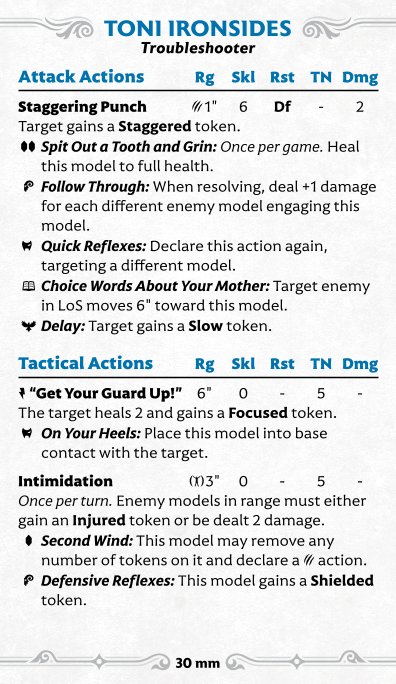 TONI IRONSIDES
Troubleshooter
Attack Actions Rg Skl Rst TN Dmg
Staggering Punch 1" 6 Df - 2
Target gains a Staggered token.
Spit Out a Tooth and Grin: Once per game. Heal
this model to full health.
Follow Through: When resolving, deal +1 damage
for each different enemy model engaging this
model.
Quick Reflexes: Declare this action again,
targeting a different model.
Choice Words About Your Mother: Target enemy
in LoS moves 6" toward this model.
Delay: Target gains a Slow token.
Tactical Actions Rg Skl Rst TN Dmg
“Get Your Guard Up!” 6" 0 - 5 -
The target heals 2 and gains a Focused token.
On Your Heels: Place this model into base
contact with the target.
Intimidation 3" 0 - 5 -
Once per turn. Enemy models in range must either
gain an Injured token or be dealt 2 damage.
Second Wind: This model may remove any
number of tokens on it and declare a action.
Defensive Reflexes: This model gains a Shielded
token.
30 mm